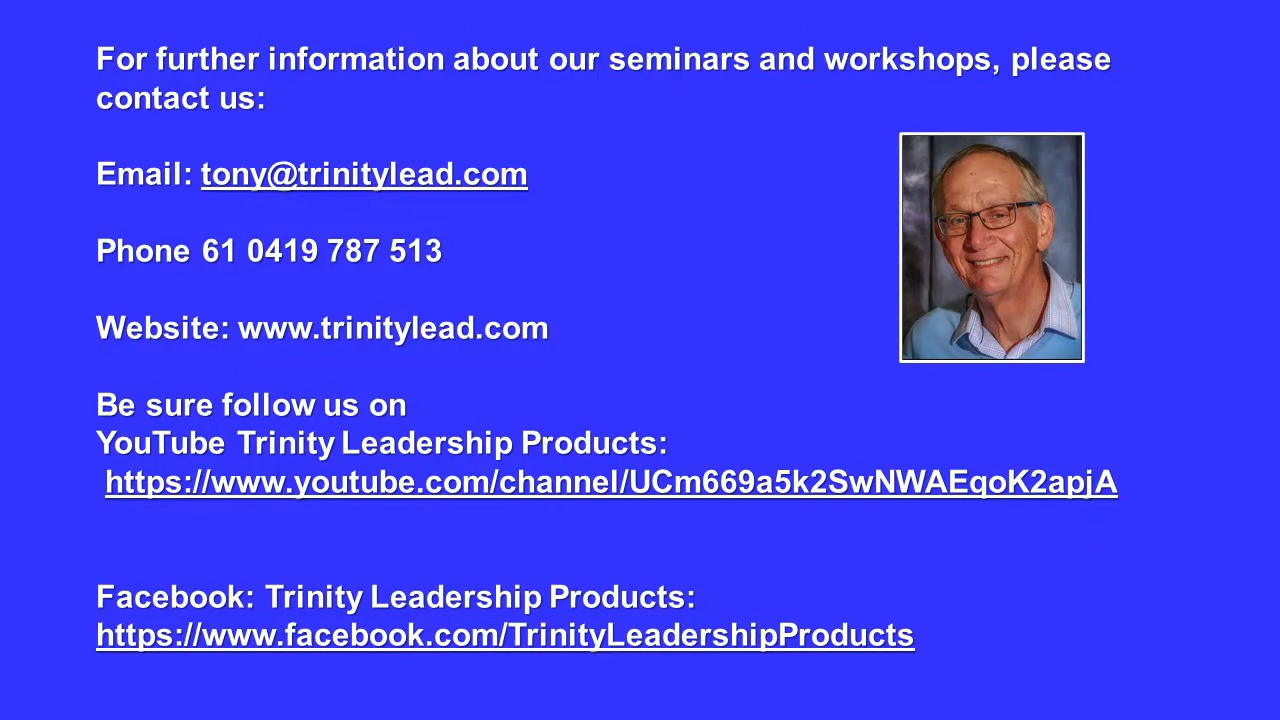 For further information about our seminars and workshops, please
contact us:
Email: tony@trinitylead.com
Phone 61 0419 787 513
Website: www.trinitylead.com
Be sure follow us on
YouTube Trinity Leadership Products:
https://www.youtube.com/channel/UCm669a5k2SwNWAEqoK2apjA
Facebook: Trinity Leadership Products:
https://www.facebook.com/TrinityLeadershipProducts